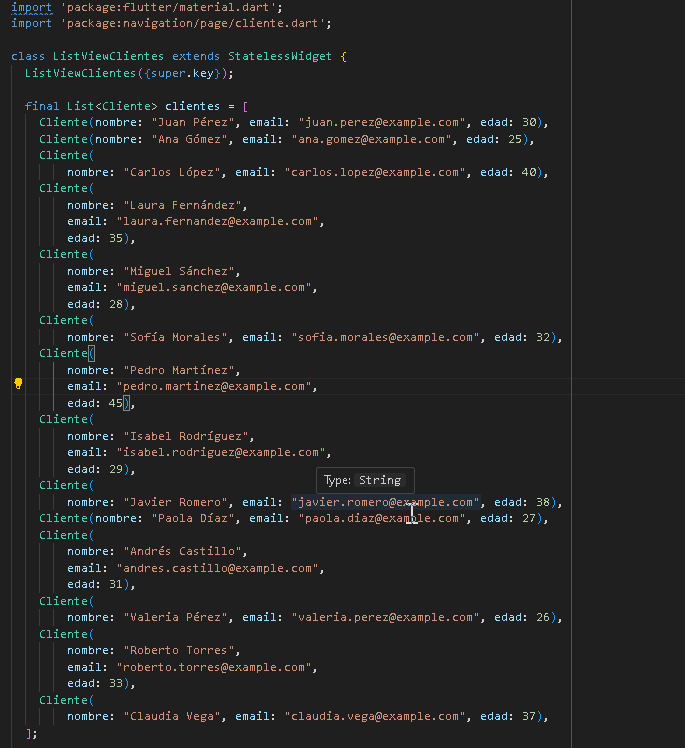 import 'package:flutter/material.dart';
import 'package:navigation/page/cliente.dart';
class ListViewClientes extends StatelessWidget {
ListViewClientes({super.key});
final List<Cliente> clientes = [
Cliente(nombre: "Juan Pérez", email: "juan.perez@example.com", edad: 30),
Cliente(nombre: "Ana Gómez", email: "ana.gomez@example.com", edad: 25),
Cliente(
nombre: "Carlos López", email: "carlos.lopez@example.com", edad: 40),
Cliente(
nombre: "Laura Fernández",
email: "laura.fernandez@example.com",
edad: 35),
Cliente(
nombre: "Miguel Sánchez",
email: "miguel.sanchez@example.com",
edad: 28),
Cliente(
nombre: "Sofía Morales", email: "sofia.morales@example.com", edad: 32),
Cliente(
nombre: "Pedro Martínez",
email: "pedro.martinez@example.com",
edad: 45),
Cliente(
nombre: "Isabel Rodríguez",
email: "isabel.rodriguez@example.com",
edad: 29),
Type: String
Cliente(
nombre: "Javier Romero", email: "javier.romero@example.com", edad: 38),
Cliente(nombre: "Paola Díaz", email: "paola.diaz@example.com", edad: 27),
Cliente(
nombre: "Andrés Castillo",
email: "andres.castillo@example.com",
edad: 31),
Cliente(
nombre: "Valeria Pérez", email: "valeria.perez@example.com", edad: 26),
Cliente(
nombre: "Roberto Torres",
email: "roberto.torres@example.com",
edad: 33),
Cliente(
nombre: "Claudia Vega", email: "claudia.vega@example.com", edad: 37),
];